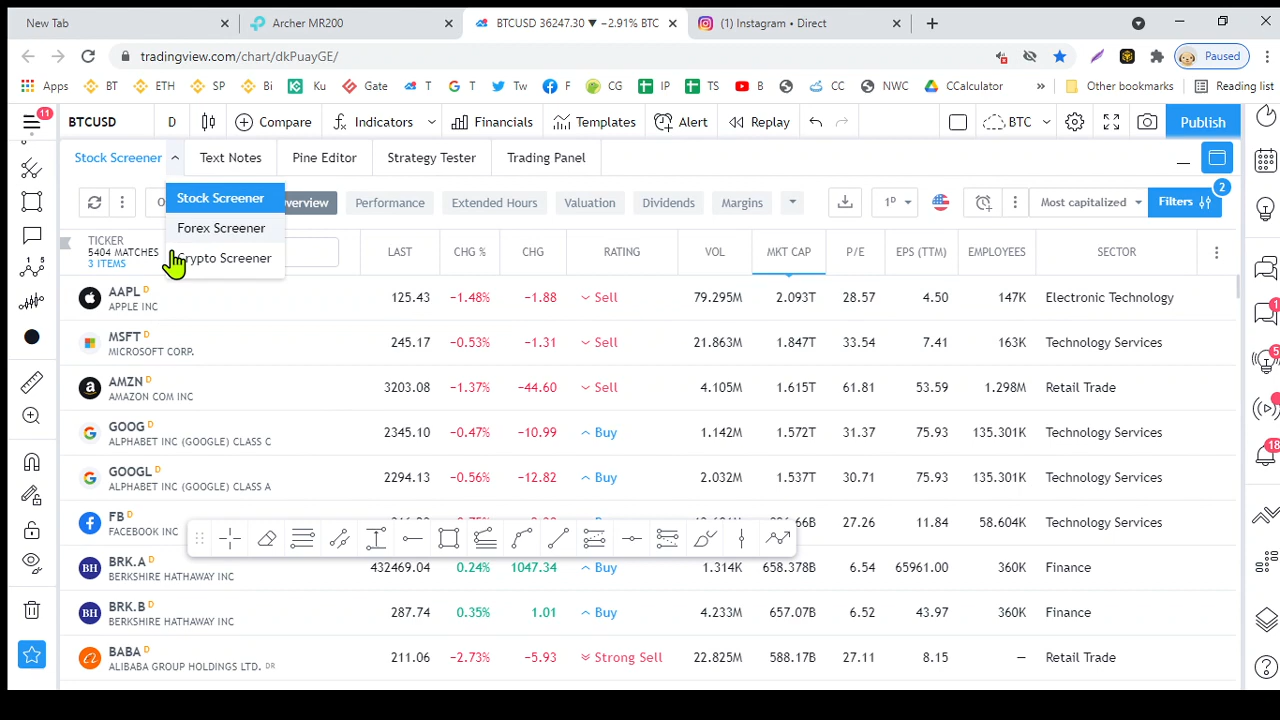 New Tab
Archer MR200
BTCUSD 36247.30 ▼ −2.91% BTC
Instagram • Direct
tradingview.com/chart/dkPuayGE/
Paused
Apps BT ETH SP Bi Ku Gate T T Tw F CG IP TS B CC NWC CCalculator » Other bookmarks Reading list
11
BTCUSD D Compare Indicators Financials Templates Alert Replay BTC Publish
Stock Screener Text Notes Pine Editor Strategy Tester Trading Panel
Stock Screener
Forex Screener
Crypto Screener
Performance Extended Hours Valuation Dividends Margins 1D Most capitalized Filters 2
TICKER
5404 MATCHES
3 ITEMS
LAST CHG % CHG RATING VOL MKT CAP P/E EPS (TTM) EMPLOYEES SECTOR
AAPL D 125.43 −1.48% −1.88 Sell 79.295M 2.093T 28.57 4.50 147K Electronic Technology
APPLE INC
MSFT D 245.17 −0.53% −1.31 Sell 21.863M 1.847T 33.54 7.41 163K Technology Services
MICROSOFT CORP.
AMZN D 3203.08 −1.37% −44.60 Sell 4.105M 1.615T 61.81 53.59 1.298M Retail Trade
AMAZON COM INC
GOOG D 2345.10 −0.47% −10.99 Buy 1.142M 1.572T 31.37 75.93 135.301K Technology Services
ALPHABET INC (GOOGLE) CLASS C
GOOGL D 2294.13 −0.56% −12.82 Buy 2.032M 1.537T 30.71 75.93 135.301K Technology Services
ALPHABET INC (GOOGLE) CLASS A
FB D 27.26 11.84 58.604K Technology Services
FACEBOOK INC
BRK.A D 432469.04 0.24% 1047.34 Buy 1.314K 658.378B 6.54 65961.00 360K Finance
BERKSHIRE HATHAWAY INC
BRK.B D 287.74 0.35% 1.01 Buy 4.233M 657.07B 6.52 43.97 360K Finance
BERKSHIRE HATHAWAY INC
BABA D 211.06 −2.73% −5.93 Strong Sell 22.825M 588.17B 27.11 8.15 — Retail Trade
ALIBABA GROUP HOLDINGS LTD. DR